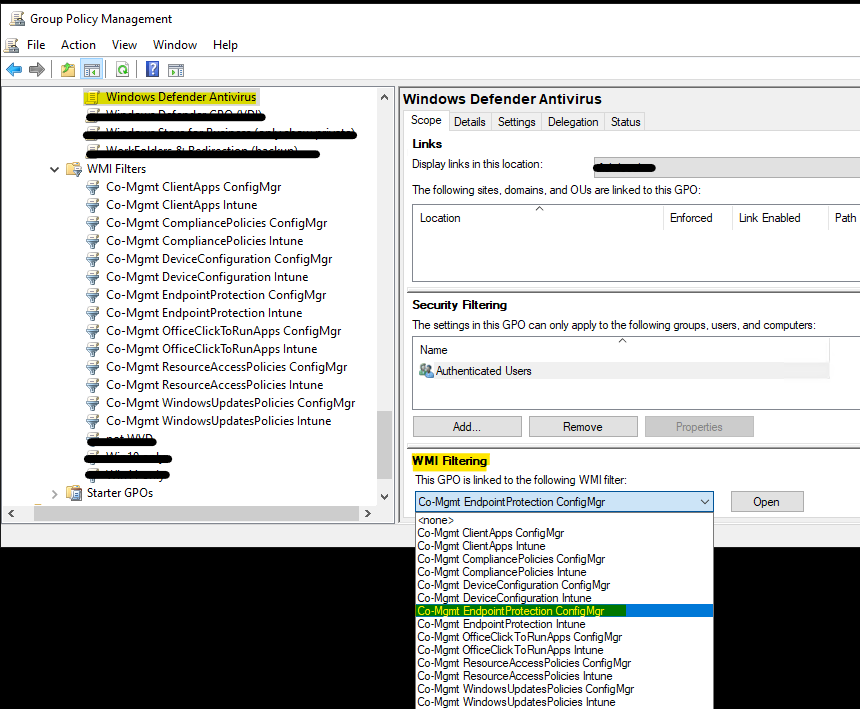 Group Policy Management
File Action View Window Help
Windows Defender Antivirus
WMI Filters
Co-Mgmt ClientApps ConfigMgr
Co-Mgmt ClientApps Intune
Co-Mgmt CompliancePolicies ConfigMgr
Co-Mgmt CompliancePolicies Intune
Co-Mgmt DeviceConfiguration ConfigMgr
Co-Mgmt DeviceConfiguration Intune
Co-Mgmt EndpointProtection ConfigMgr
Co-Mgmt EndpointProtection Intune
Co-Mgmt OfficeClickToRunApps ConfigMgr
Co-Mgmt OfficeClickToRunApps Intune
Co-Mgmt ResourceAccessPolicies ConfigMgr
Co-Mgmt ResourceAccessPolicies Intune
Co-Mgmt WindowsUpdatesPolicies ConfigMgr
Co-Mgmt WindowsUpdatesPolicies Intune
Starter GPOs
Windows Defender Antivirus
Scope Details Settings Delegation Status
Links
Display links in this location:
The following sites, domains, and OUs are linked to this GPO:
Location Enforced Link Enabled Path
Security Filtering
The settings in this GPO can only apply to the following groups, users, and computers:
Name
Authenticated Users
Add... Remove Properties
WMI Filtering
This GPO is linked to the following WMI filter:
Co-Mgmt EndpointProtection ConfigMgr Open
<none>
Co-Mgmt ClientApps ConfigMgr
Co-Mgmt ClientApps Intune
Co-Mgmt CompliancePolicies ConfigMgr
Co-Mgmt CompliancePolicies Intune
Co-Mgmt DeviceConfiguration ConfigMgr
Co-Mgmt DeviceConfiguration Intune
Co-Mgmt EndpointProtection ConfigMgr
Co-Mgmt EndpointProtection Intune
Co-Mgmt OfficeClickToRunApps ConfigMgr
Co-Mgmt OfficeClickToRunApps Intune
Co-Mgmt ResourceAccessPolicies ConfigMgr
Co-Mgmt ResourceAccessPolicies Intune
Co-Mgmt WindowsUpdatesPolicies ConfigMgr
Co-Mgmt WindowsUpdatesPolicies Intune